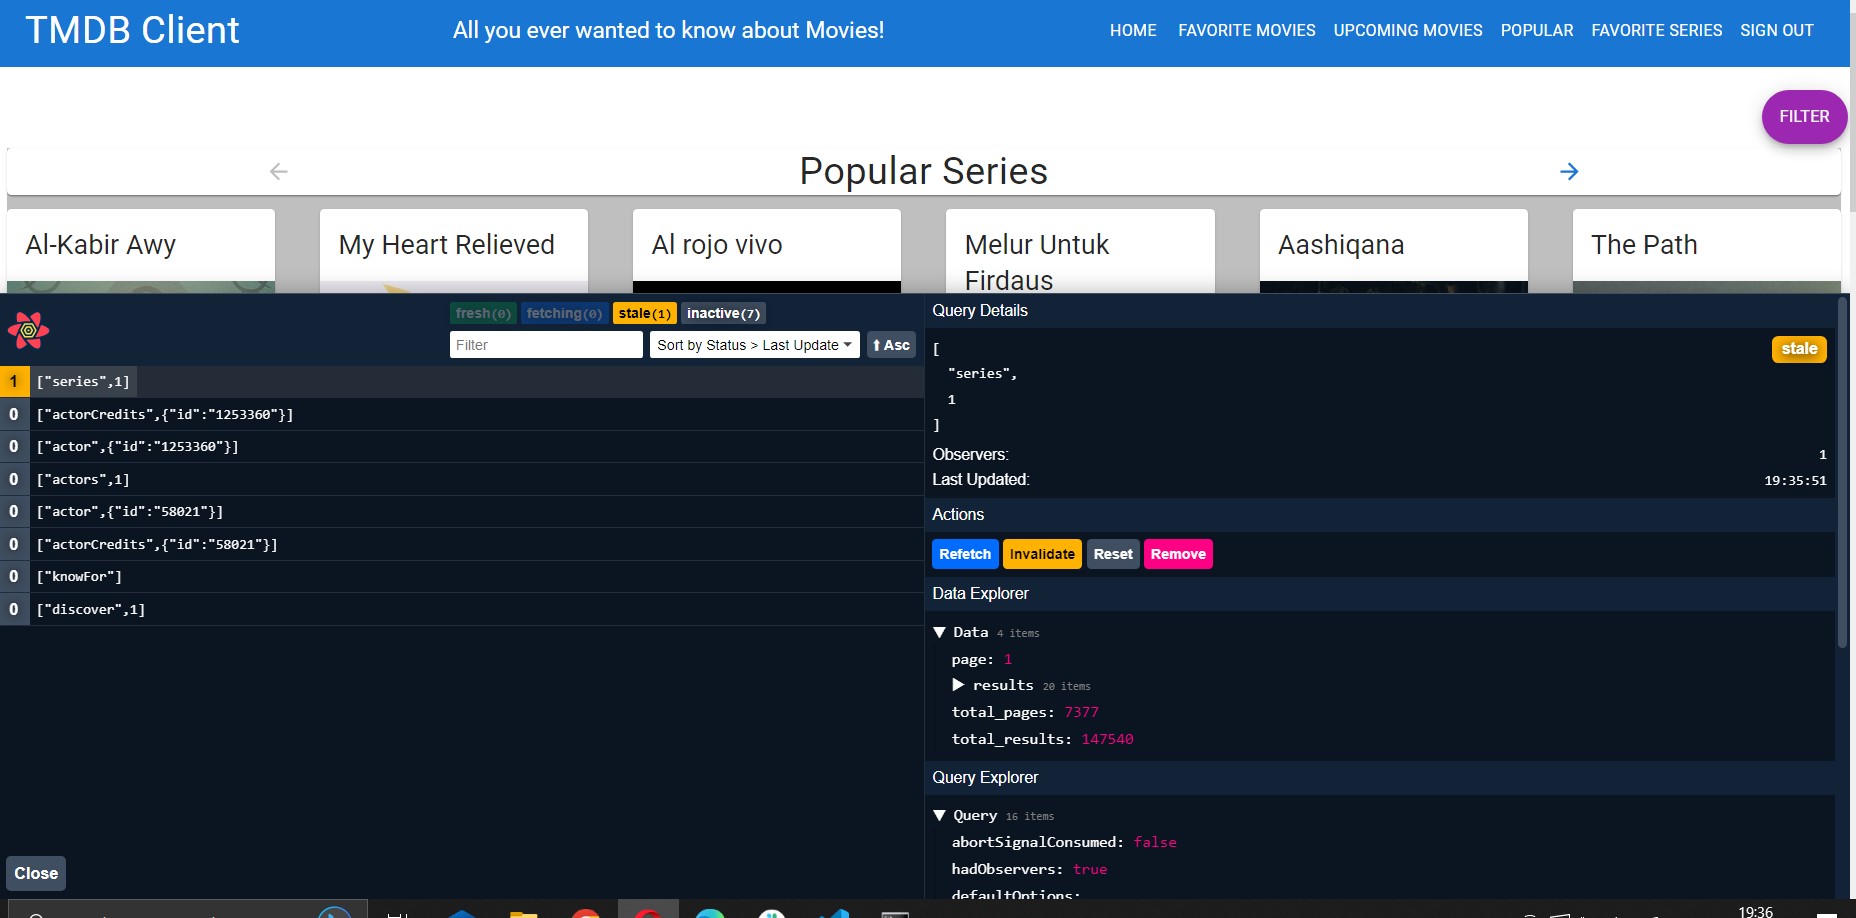 TMDB Client
All you ever wanted to know about Movies!
HOME FAVORITE MOVIES UPCOMING MOVIES POPULAR FAVORITE SERIES SIGN OUT
FILTER
Popular Series
Al-Kabir Awy
My Heart Relieved
Al rojo vivo
Melur Untuk
Firdaus
Aashiqana
The Path
fresh(0) fetching(0) stale(1) inactive(7)
Filter
Sort by Status > Last Update
Asc
1 ["series",1]
0 ["actorCredits",{"id":"1253360"}]
0 ["actor",{"id":"1253360"}]
0 ["actors",1]
0 ["actor",{"id":"58021"}]
0 ["actorCredits",{"id":"58021"}]
0 ["knowFor"]
0 ["discover",1]
Close
Query Details
[
"series",
1
]
stale
Observers: 1
Last Updated: 19:35:51
Actions
Refetch Invalidate Reset Remove
Data Explorer
Data 4 items
page: 1
results 20 items
total_pages: 7377
total_results: 147540
Query Explorer
Query 16 items
abortSignalConsumed: false
hadObservers: true
defaultOptions:
19:36